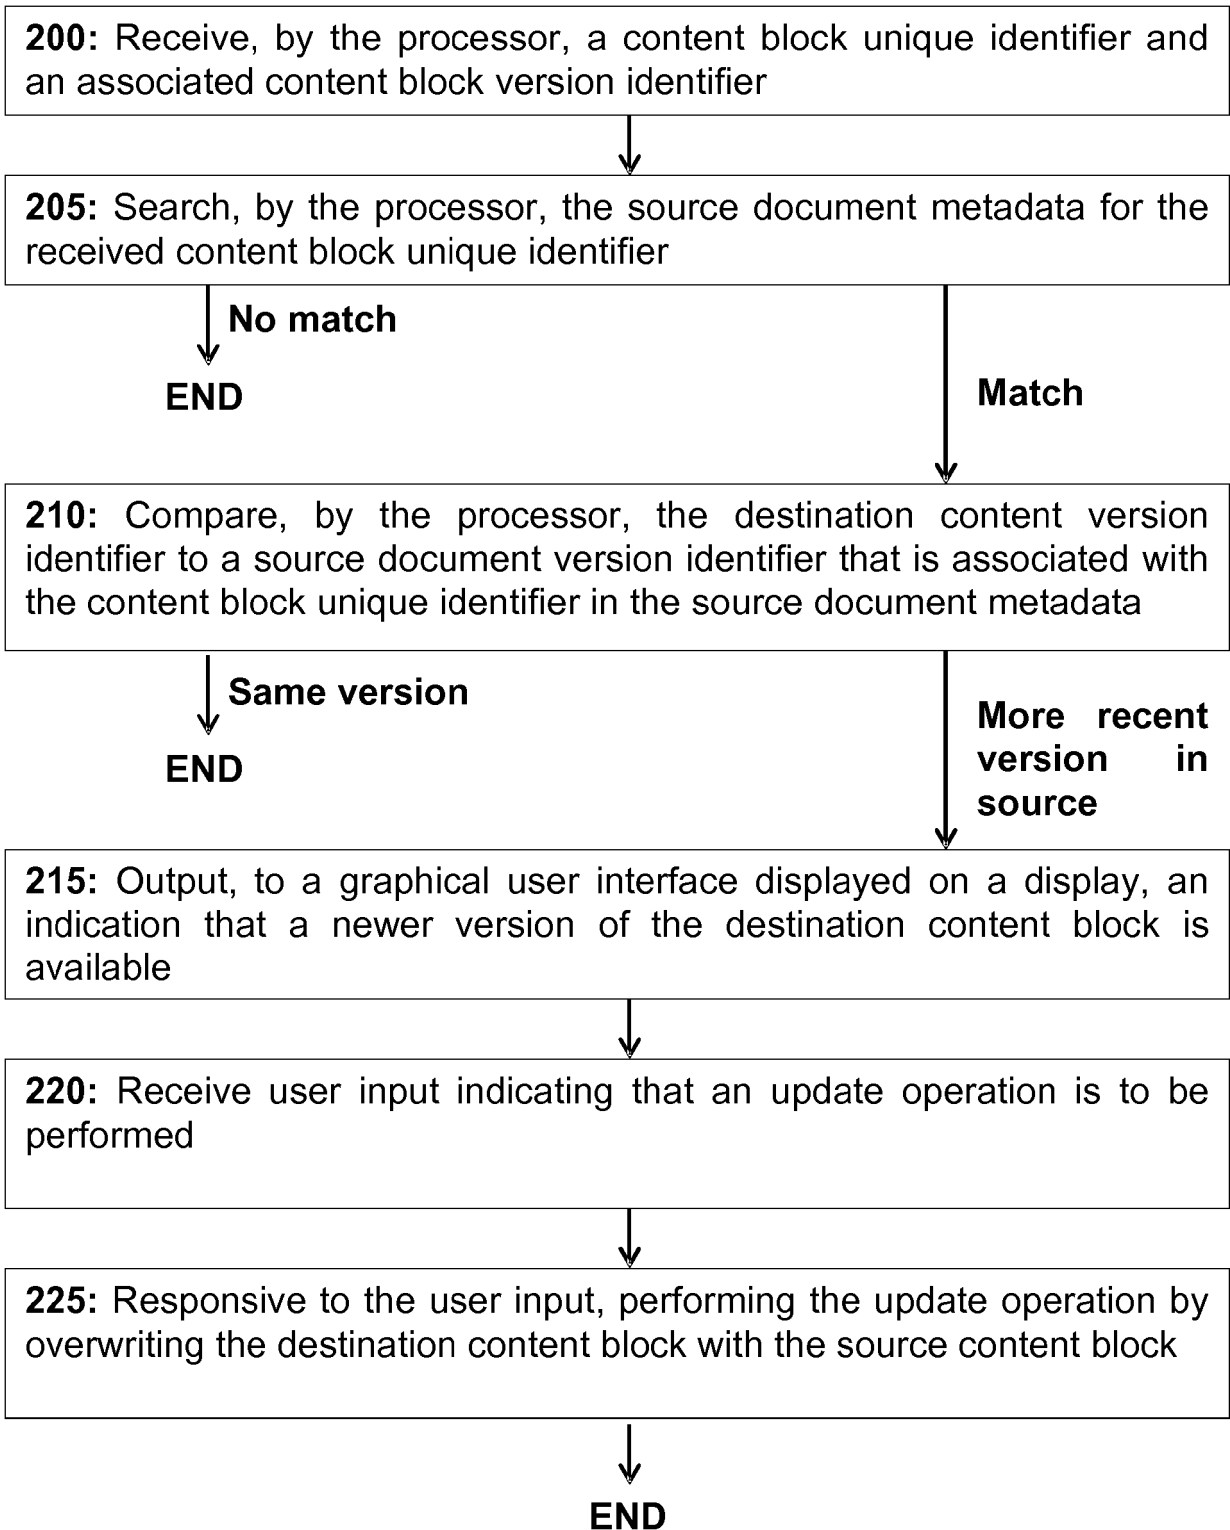 200: Receive, by the processor, a content block unique identifier and
an associated content block version identifier
205: Search, by the processor, the source document metadata for the
received content block unique identifier
No match
END
Match
210: Compare, by the processor, the destination content version
identifier to a source document version identifier that is associated with
the content block unique identifier in the source document metadata
Same version
END
More recent
version in
source
215: Output, to a graphical user interface displayed on a display, an
indication that a newer version of the destination content block is
available
220: Receive user input indicating that an update operation is to be
performed
225: Responsive to the user input, performing the update operation by
overwriting the destination content block with the source content block
END